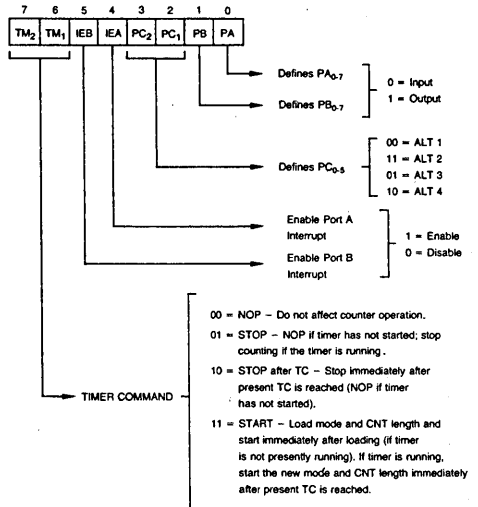 7 6 5 4 3 2 1 0
TM2 TM1 IEB IEA PC2 PC1 PB PA
Defines PA0-7
0 = Input
1 = Output
Defines PB0-7
00 = ALT 1
11 = ALT 2
01 = ALT 3
10 = ALT 4
Defines PC0-5
Enable Port A
Interrupt
1 = Enable
0 = Disable
Enable Port B
Interrupt
TIMER COMMAND
00 = NOP – Do not affect counter operation.
01 = STOP – NOP if timer has not started; stop
counting if the timer is running.
10 = STOP after TC – Stop immediately after
present TC is reached (NOP if timer
has not started).
11 = START – Load mode and CNT length and
start immediately after loading (if timer
is not presently running). If timer is running,
start the new mode and CNT length immediately
after present TC is reached.